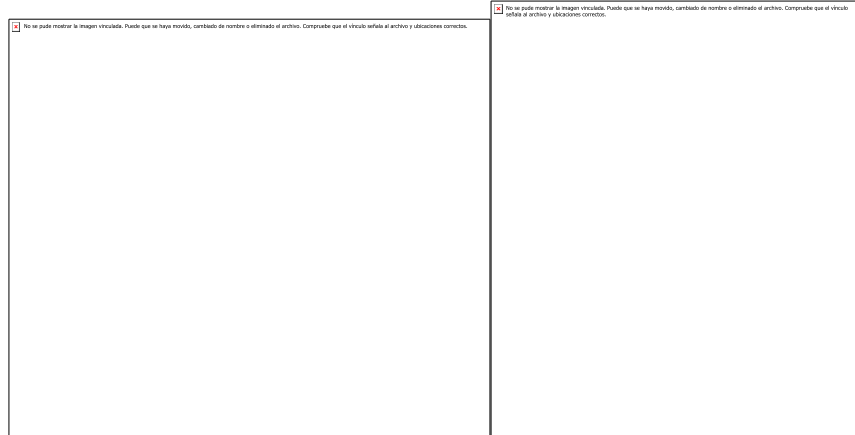 No se pude mostrar la imagen vinculada. Puede que se haya movido, cambiado de nombre o eliminado el archivo. Compruebe que el vínculo señala al archivo y ubicaciones correctos.
No se pude mostrar la imagen vinculada. Puede que se haya movido, cambiado de nombre o eliminado el archivo. Compruebe que el vínculo
señala al archivo y ubicaciones correctos.